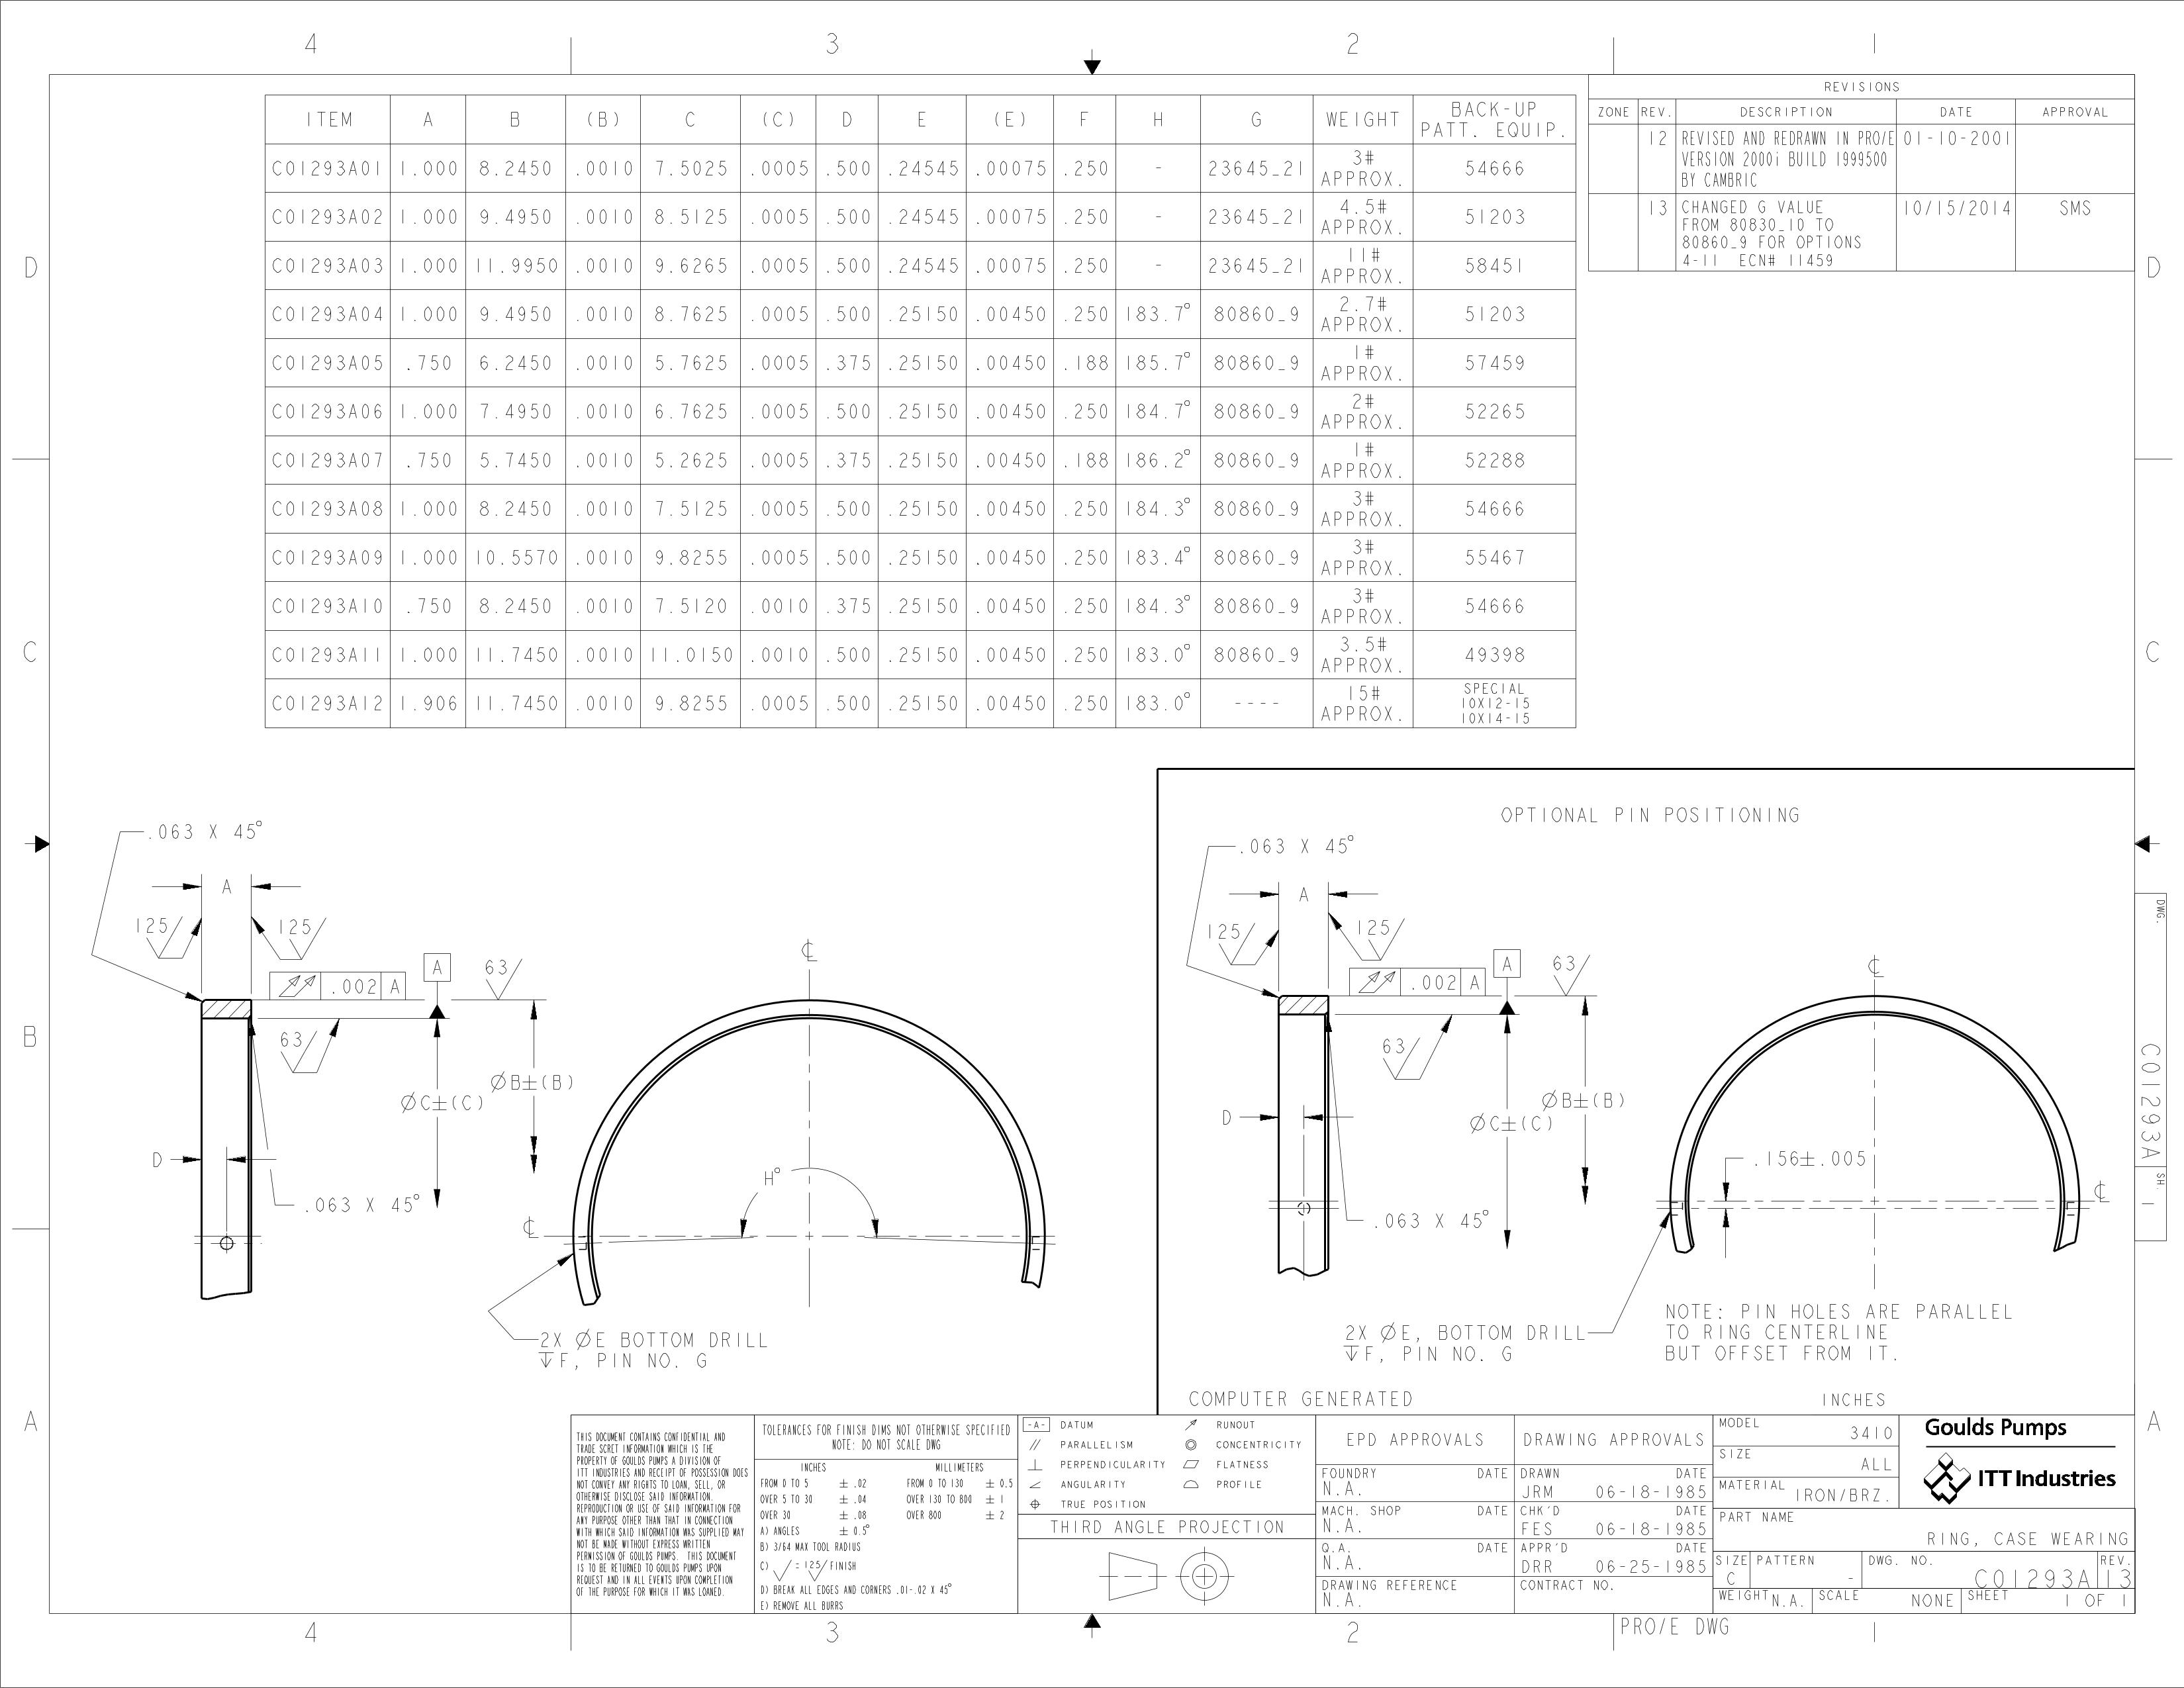 4 3 2 1
ITEM A B (B) C (C) D E (E) F H G WEIGHT BACK-UP PATT. EQUIP.
C01293A01 1.000 8.2450 .0010 7.5025 .0005 .500 .24545 .00075 .250 - 23645_21 3# APPROX. 54666
C01293A02 1.000 9.4950 .0010 8.5125 .0005 .500 .24545 .00075 .250 - 23645_21 4.5# APPROX. 51203
C01293A03 1.000 11.9950 .0010 9.6265 .0005 .500 .24545 .00075 .250 - 23645_21 11# APPROX. 58451
C01293A04 1.000 9.4950 .0010 8.7625 .0005 .500 .25150 .00450 .250 183.7° 80860_9 2.7# APPROX. 51203
C01293A05 .750 6.2450 .0010 5.7625 .0005 .375 .25150 .00450 .188 185.7° 80860_9 1# APPROX. 57459
C01293A06 1.000 7.4950 .0010 6.7625 .0005 .500 .25150 .00450 .250 184.7° 80860_9 2# APPROX. 52265
C01293A07 .750 5.7450 .0010 5.2625 .0005 .375 .25150 .00450 .188 186.2° 80860_9 1# APPROX. 52288
C01293A08 1.000 8.2450 .0010 7.5125 .0005 .500 .25150 .00450 .250 184.3° 80860_9 3# APPROX. 54666
C01293A09 1.000 10.5570 .0010 9.8255 .0005 .500 .25150 .00450 .250 183.4° 80860_9 3# APPROX. 55467
C01293A10 .750 8.2450 .0010 7.5120 .0010 .375 .25150 .00450 .250 184.3° 80860_9 3# APPROX. 54666
C01293A11 1.000 11.7450 .0010 11.0150 .0010 .500 .25150 .00450 .250 183.0° 80860_9 3.5# APPROX. 49398
C01293A12 1.906 11.7450 .0010 9.8255 .0005 .500 .25150 .00450 .250 183.0° ---- 15# APPROX. SPECIAL 10X12-15 10X14-15
REVISIONS
ZONE REV. DESCRIPTION DATE APPROVAL
12 REVISED AND REDRAWN IN PRO/E 01-10-2001
VERSION 2000i BUILD 1999500
BY CAMBRIC
13 CHANGED G VALUE 10/15/2014 SMS
FROM 80830_10 TO
80860_9 FOR OPTIONS
4-11 ECN# 11459
D D
C C
B
A A
.063 X 45°
A
125 125
.002 A
A
63
63
ØC±(C)
ØB±(B)
D
.063 X 45°
℄
H°
℄
2X ØE BOTTOM DRILL
↧F, PIN NO. G
OPTIONAL PIN POSITIONING
.063 X 45°
A
125 125
.002 A
A
63
63
ØB±(B)
ØC±(C)
D
.063 X 45°
℄
.156±.005
℄
2X ØE, BOTTOM DRILL
↧F, PIN NO. G
NOTE: PIN HOLES ARE PARALLEL
TO RING CENTERLINE
BUT OFFSET FROM IT.
DWG.
C01293A
SH.
1
COMPUTER GENERATED
INCHES
THIS DOCUMENT CONTAINS CONFIDENTIAL AND
TRADE SCRET INFORMATION WHICH IS THE
PROPERTY OF GOULDS PUMPS A DIVISION OF
ITT INDUSTRIES AND RECEIPT OF POSSESSION DOES
NOT CONVEY ANY RIGHTS TO LOAN, SELL, OR
OTHERWISE DISCLOSE SAID INFORMATION.
REPRODUCTION OR USE OF SAID INFORMATION FOR
ANY PURPOSE OTHER THAN THAT IN CONNECTION
WITH WHICH SAID INFORMATION WAS SUPPLIED MAY
NOT BE MADE WITHOUT EXPRESS WRITTEN
PERMISSION OF GOULDS PUMPS. THIS DOCUMENT
IS TO BE RETURNED TO GOULDS PUMPS UPON
REQUEST AND IN ALL EVENTS UPON COMPLETION
OF THE PURPOSE FOR WHICH IT WAS LOANED.
TOLERANCES FOR FINISH DIMS NOT OTHERWISE SPECIFIED
NOTE: DO NOT SCALE DWG
INCHES MILLIMETERS
FROM 0 TO 5 ± .02 FROM 0 TO 130 ± 0.5
OVER 5 TO 30 ± .04 OVER 130 TO 800 ± 1
OVER 30 ± .08 OVER 800 ± 2
A) ANGLES ± 0.5°
B) 3/64 MAX TOOL RADIUS
C) = 125 FINISH
D) BREAK ALL EDGES AND CORNERS .01-.02 X 45°
E) REMOVE ALL BURRS
-A- DATUM RUNOUT
PARALLELISM CONCENTRICITY
PERPENDICULARITY FLATNESS
ANGULARITY PROFILE
TRUE POSITION
THIRD ANGLE PROJECTION
EPD APPROVALS
FOUNDRY DATE
N.A.
MACH. SHOP DATE
N.A.
Q.A. DATE
N.A.
DRAWING REFERENCE
N.A.
DRAWING APPROVALS
DRAWN DATE
JRM 06-18-1985
CHK'D DATE
FES 06-18-1985
APPR'D DATE
DRR 06-25-1985
CONTRACT NO.
MODEL
3410
SIZE
ALL
MATERIAL
IRON/BRZ.
Goulds Pumps
ITT Industries
PART NAME
RING, CASE WEARING
SIZE PATTERN DWG. NO. REV.
C - C01293A 13
WEIGHT N.A. SCALE NONE SHEET 1 OF 1
4 3 2 1
PRO/E DWG